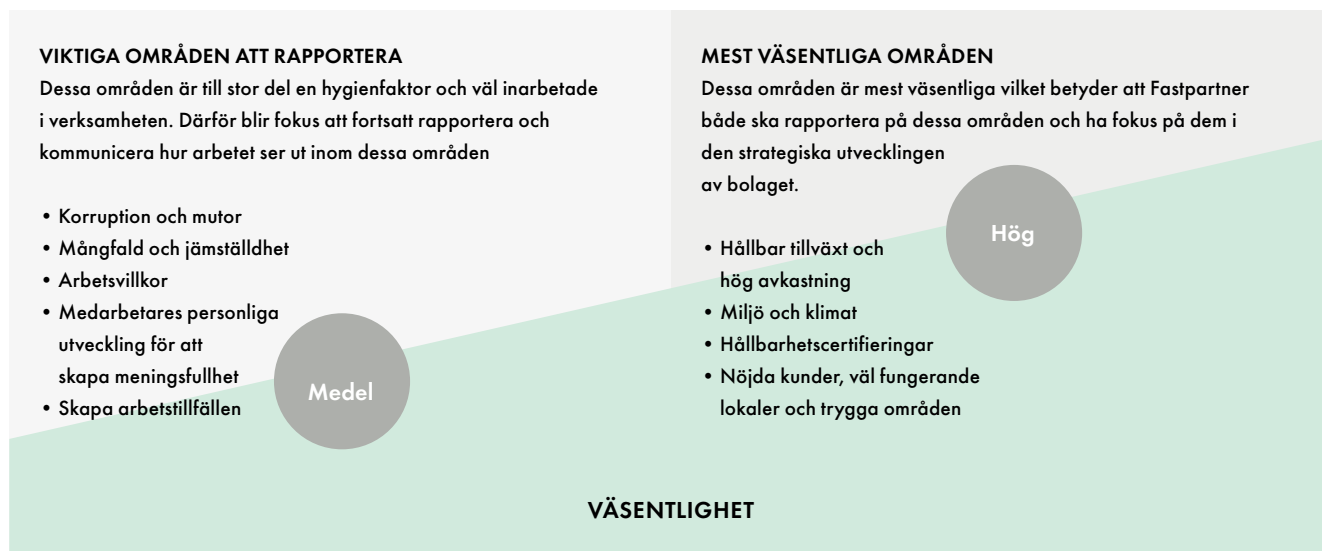 VIKTIGA OMRÅDEN ATT RAPPORTERA
Dessa områden är till stor del en hygienfaktor och väl inarbetade
i verksamheten. Därför blir fokus att fortsatt rapportera och
kommunicera hur arbetet ser ut inom dessa områden
• Korruption och mutor
• Mångfald och jämställdhet
• Arbetsvillkor
• Medarbetares personliga
utveckling för att
skapa meningsfullhet
• Skapa arbetstillfällen
Medel
MEST VÄSENTLIGA OMRÅDEN
Dessa områden är mest väsentliga vilket betyder att Fastpartner
både ska rapportera på dessa områden och ha fokus på dem i
den strategiska utvecklingen
av bolaget.
• Hållbar tillväxt och
hög avkastning
• Miljö och klimat
• Hållbarhetscertifieringar
• Nöjda kunder, väl fungerande
lokaler och trygga områden
Hög
VÄSENTLIGHET